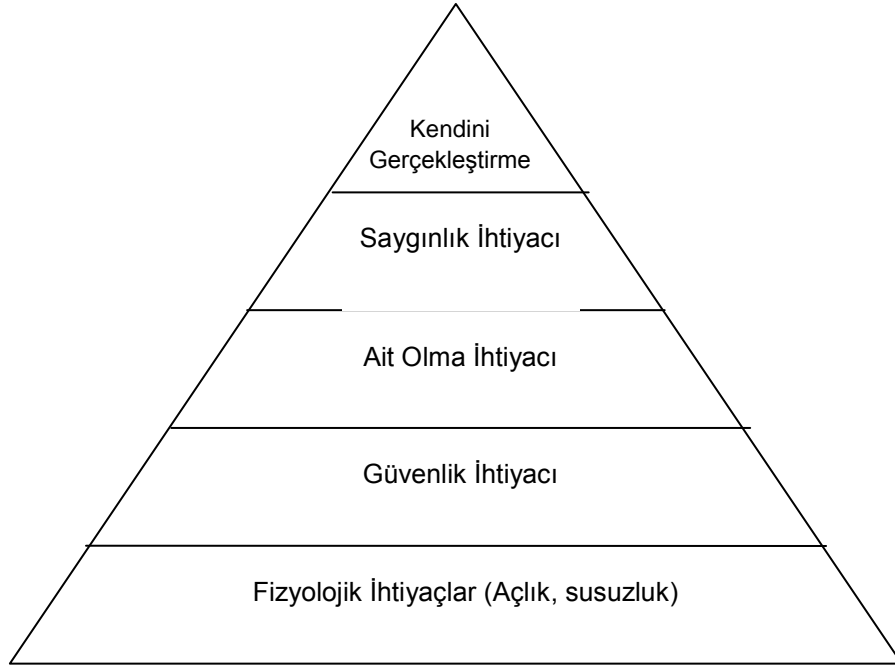 Kendini
Gerçekleştirme
Saygınlık İhtiyacı
Ait Olma İhtiyacı
Güvenlik İhtiyacı
Fizyolojik İhtiyaçlar (Açlık, susuzluk)